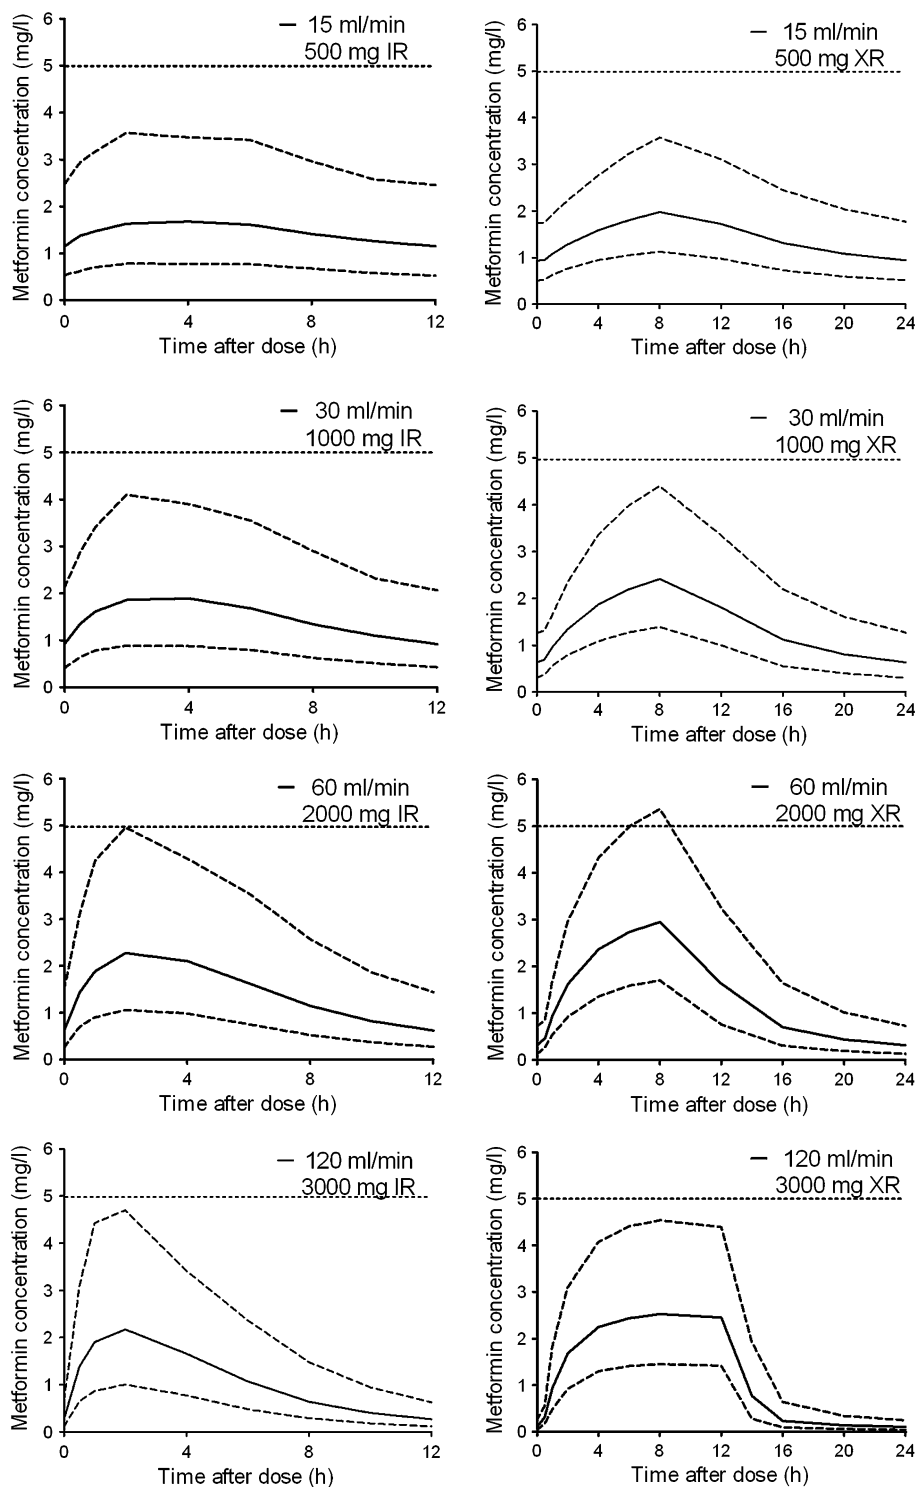 15 ml/min
500 mg IR
Metformin concentration (mg/l)
6
5
4
3
2
1
0
0 4 8 12
Time after dose (h)
15 ml/min
500 mg XR
Metformin concentration (mg/l)
6
5
4
3
2
1
0
0 4 8 12 16 20 24
Time after dose (h)
30 ml/min
1000 mg IR
Metformin concentration (mg/l)
6
5
4
3
2
1
0
0 4 8 12
Time after dose (h)
30 ml/min
1000 mg XR
Metformin concentration (mg/l)
6
5
4
3
2
1
0
0 4 8 12 16 20 24
Time after dose (h)
60 ml/min
2000 mg IR
Metformin concentration (mg/l)
6
5
4
3
2
1
0
0 4 8 12
Time after dose (h)
60 ml/min
2000 mg XR
Metformin concentration (mg/l)
6
5
4
3
2
1
0
0 4 8 12 16 20 24
Time after dose (h)
120 ml/min
3000 mg IR
Metformin concentration (mg/l)
6
5
4
3
2
1
0
0 4 8 12
Time after dose (h)
120 ml/min
3000 mg XR
Metformin concentration (mg/l)
6
5
4
3
2
1
0
0 4 8 12 16 20 24
Time after dose (h)